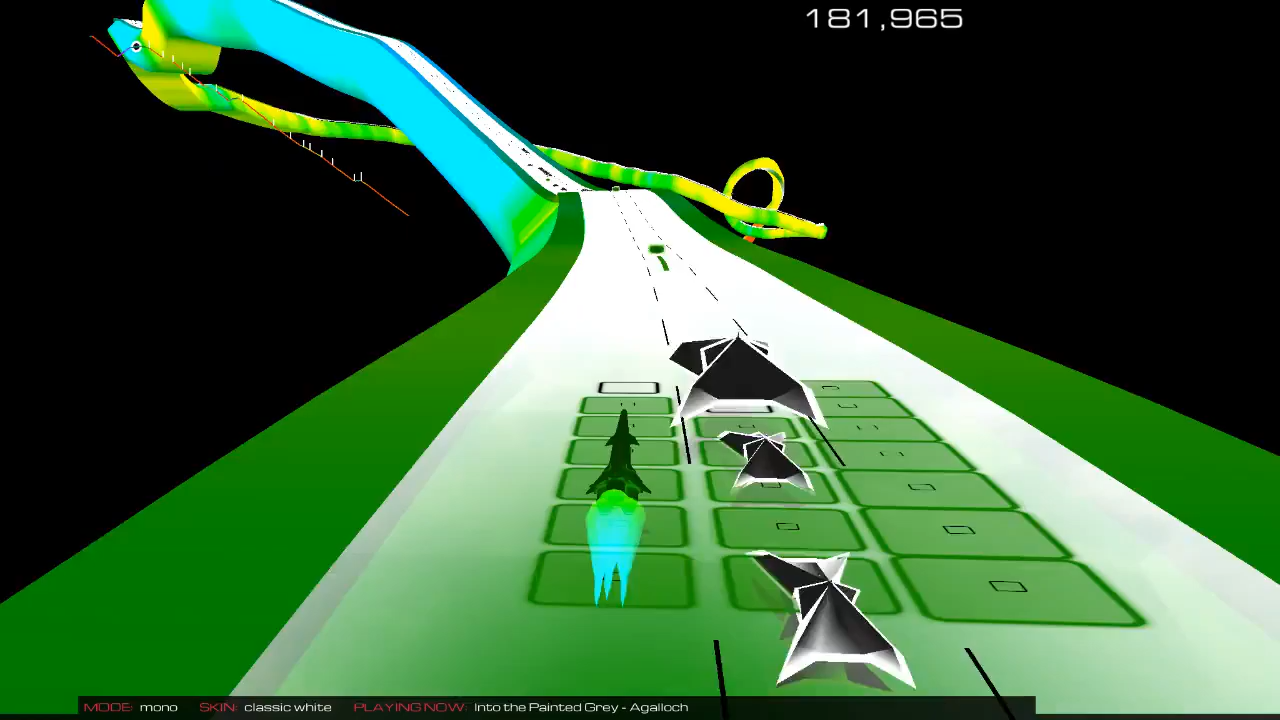 181,965
MODE: mono SKIN: classic white PLAYING NOW: Into the Painted Grey - Agalloch